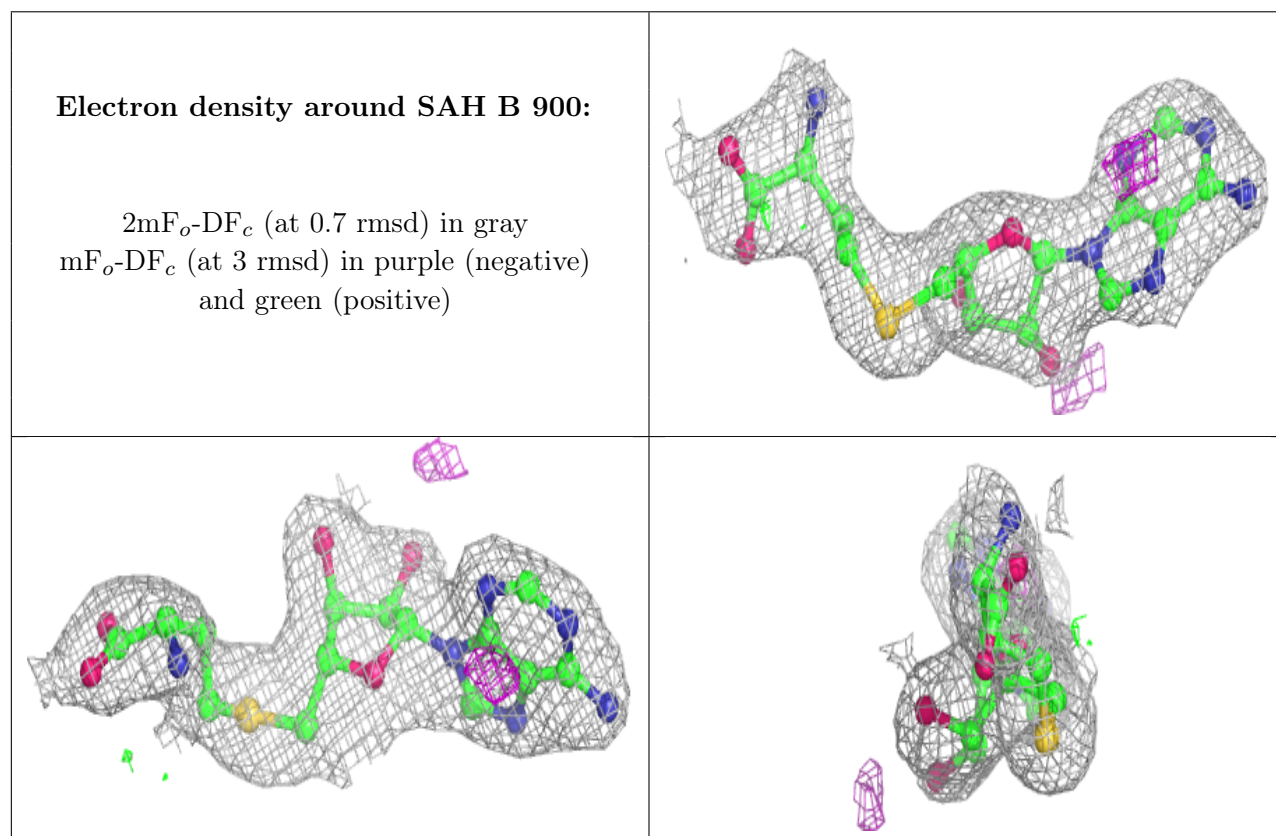 Electron density around SAH B 900:
2mFo-DFc (at 0.7 rmsd) in gray
mFo-DFc (at 3 rmsd) in purple (negative)
and green (positive)